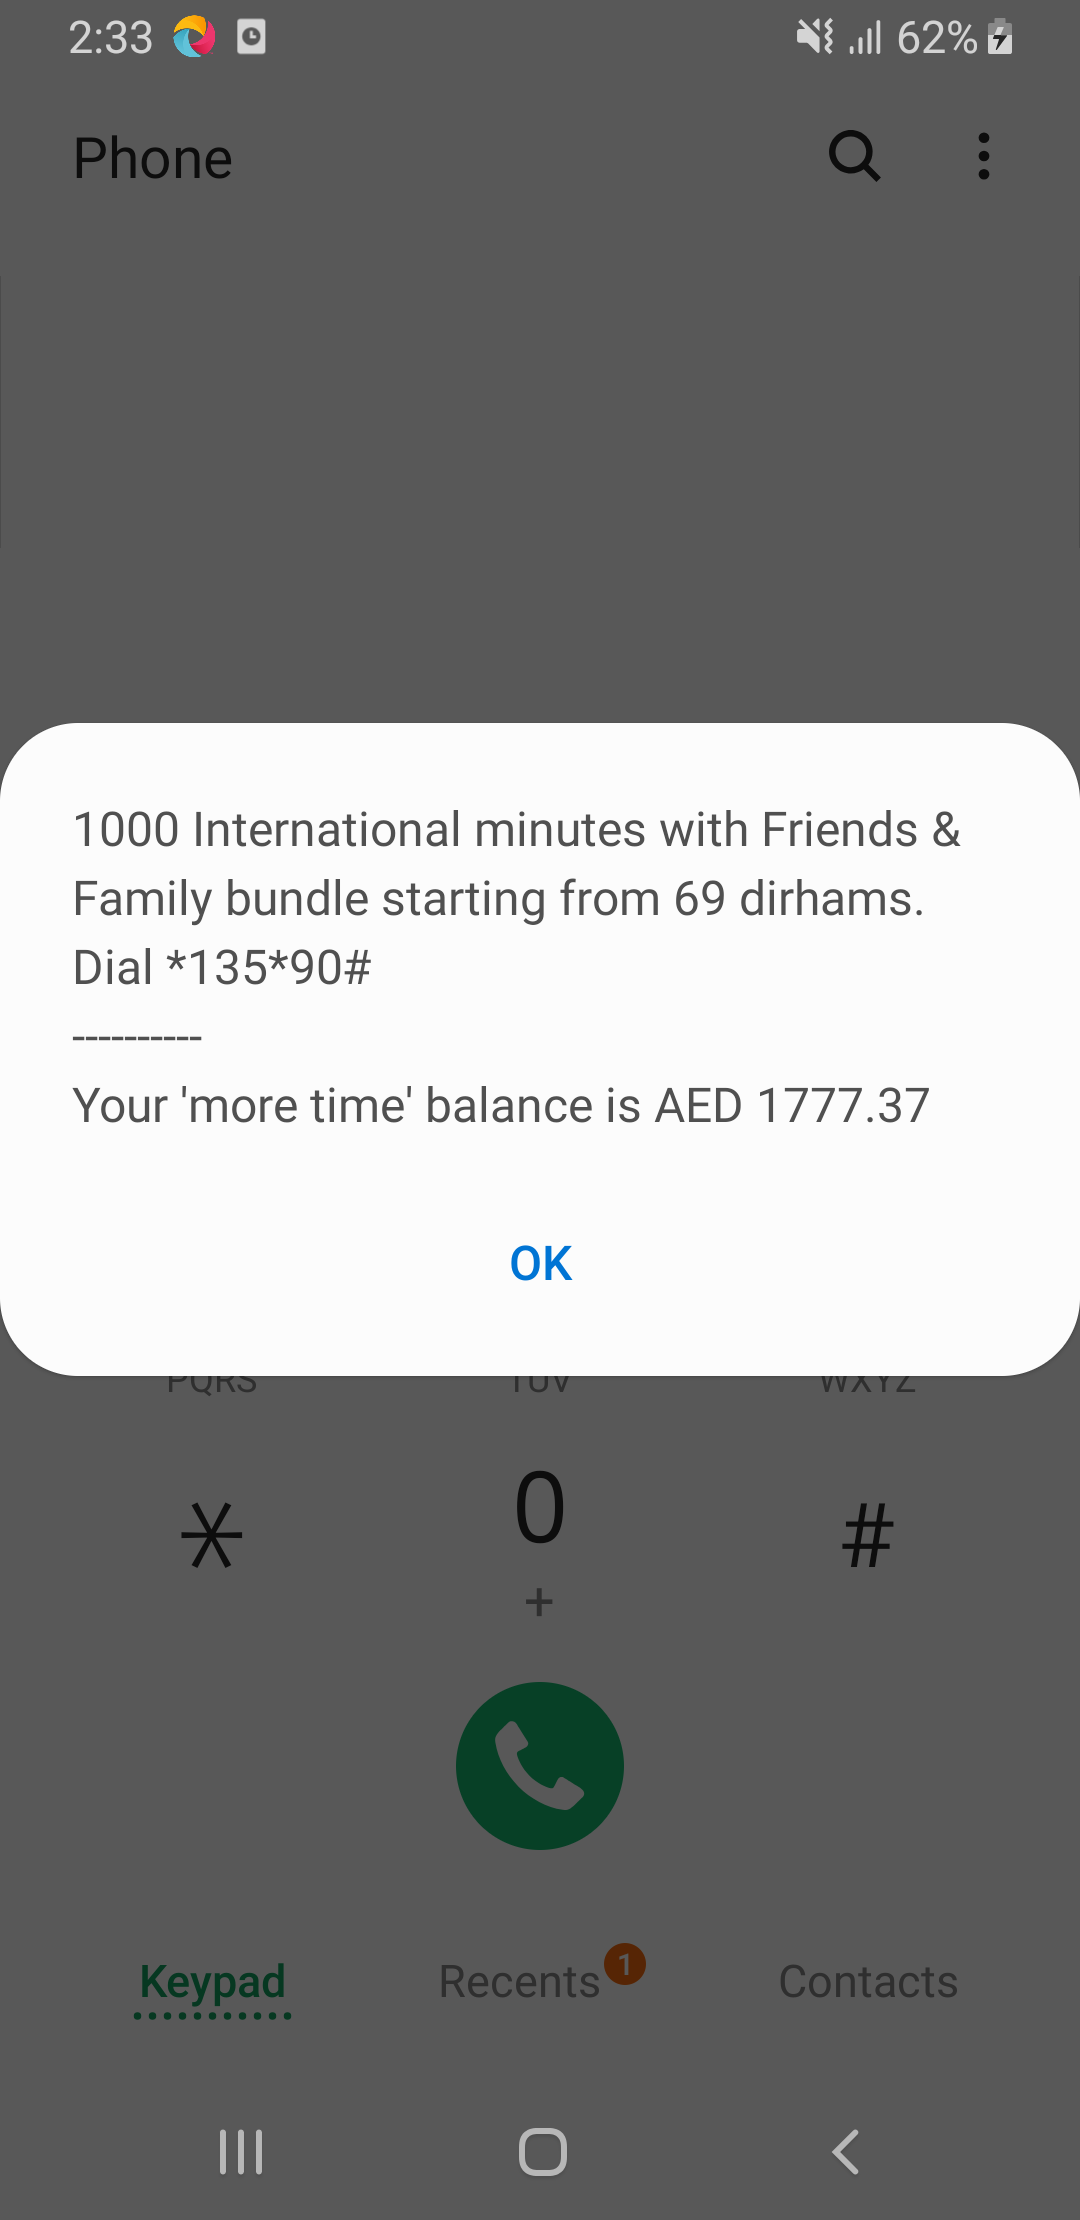 2:33
62%
Phone
1000 International minutes with Friends &
Family bundle starting from 69 dirhams.
Dial *135*90#
----------
Your 'more time' balance is AED 1777.37
OK
PQRS TUV WXYZ
* 0 #
+
Keypad Recents 1 Contacts